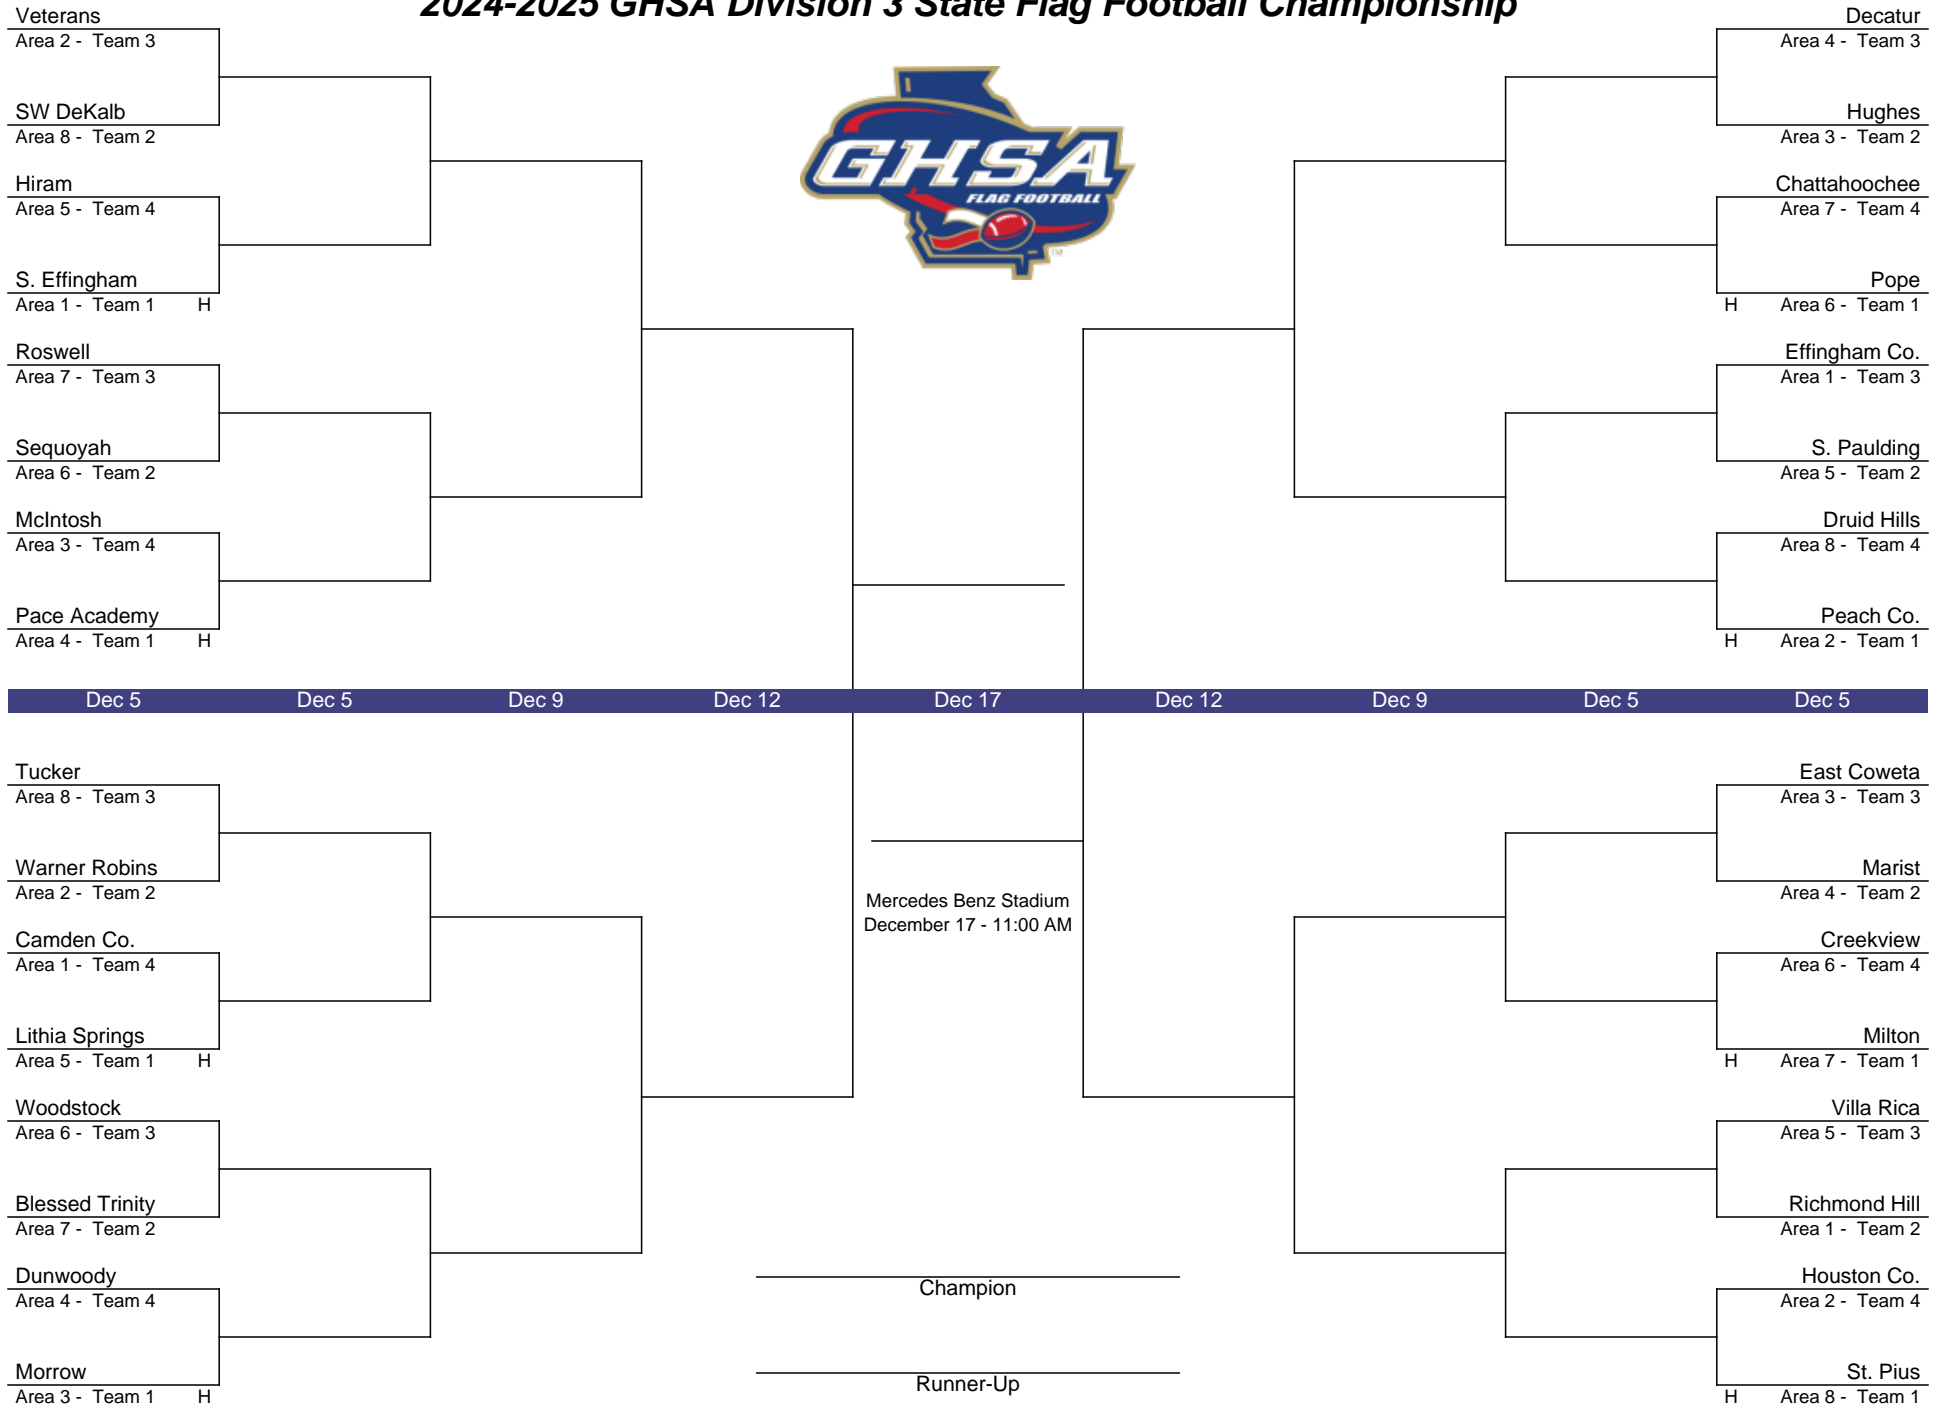 2024-2025 GHSA Division 3 State Flag Football Championship
GHSA
FLAG FOOTBALL
TM
Veterans
Area 2 - Team 3
SW DeKalb
Area 8 - Team 2
Hiram
Area 5 - Team 4
S. Effingham
Area 1 - Team 1 H
Roswell
Area 7 - Team 3
Sequoyah
Area 6 - Team 2
McIntosh
Area 3 - Team 4
Pace Academy
Area 4 - Team 1 H
Decatur
Area 4 - Team 3
Hughes
Area 3 - Team 2
Chattahoochee
Area 7 - Team 4
Pope
H Area 6 - Team 1
Effingham Co.
Area 1 - Team 3
S. Paulding
Area 5 - Team 2
Druid Hills
Area 8 - Team 4
Peach Co.
H Area 2 - Team 1
Dec 5 Dec 5 Dec 9 Dec 12 Dec 17 Dec 12 Dec 9 Dec 5 Dec 5
Tucker
Area 8 - Team 3
Warner Robins
Area 2 - Team 2
Camden Co.
Area 1 - Team 4
Lithia Springs
Area 5 - Team 1 H
Woodstock
Area 6 - Team 3
Blessed Trinity
Area 7 - Team 2
Dunwoody
Area 4 - Team 4
Morrow
Area 3 - Team 1 H
Mercedes Benz Stadium
December 17 - 11:00 AM
Champion
Runner-Up
East Coweta
Area 3 - Team 3
Marist
Area 4 - Team 2
Creekview
Area 6 - Team 4
Milton
H Area 7 - Team 1
Villa Rica
Area 5 - Team 3
Richmond Hill
Area 1 - Team 2
Houston Co.
Area 2 - Team 4
St. Pius
H Area 8 - Team 1